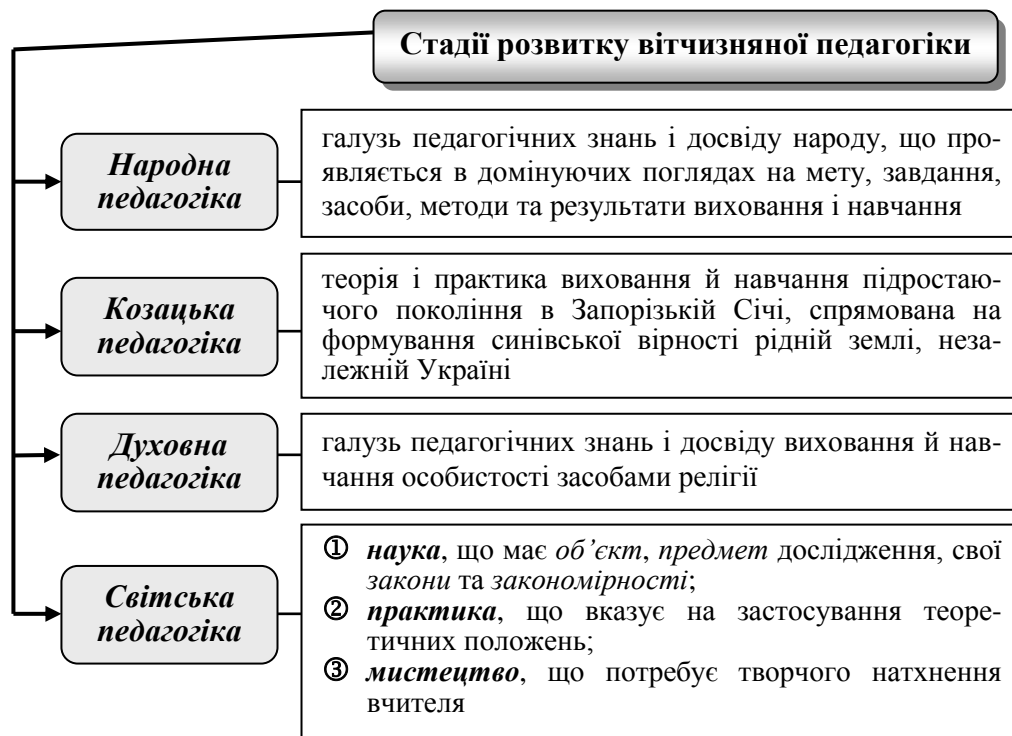 Стадії розвитку вітчизняної педагогіки
Народна
педагогіка
галузь педагогічних знань і досвіду народу, що про-
являється в домінуючих поглядах на мету, завдання,
засоби, методи та результати виховання і навчання
Козацька
педагогіка
теорія і практика виховання й навчання підростаю-
чого покоління в Запорізькій Січі, спрямована на
формування синівської вірності рідній землі, неза-
лежній Україні
Духовна
педагогіка
галузь педагогічних знань і досвіду виховання й нав-
чання особистості засобами релігії
Світська
педагогіка
① наука, що має об’єкт, предмет дослідження, свої
закони та закономірності;
② практика, що вказує на застосування теоре-
тичних положень;
③ мистецтво, що потребує творчого натхнення
вчителя